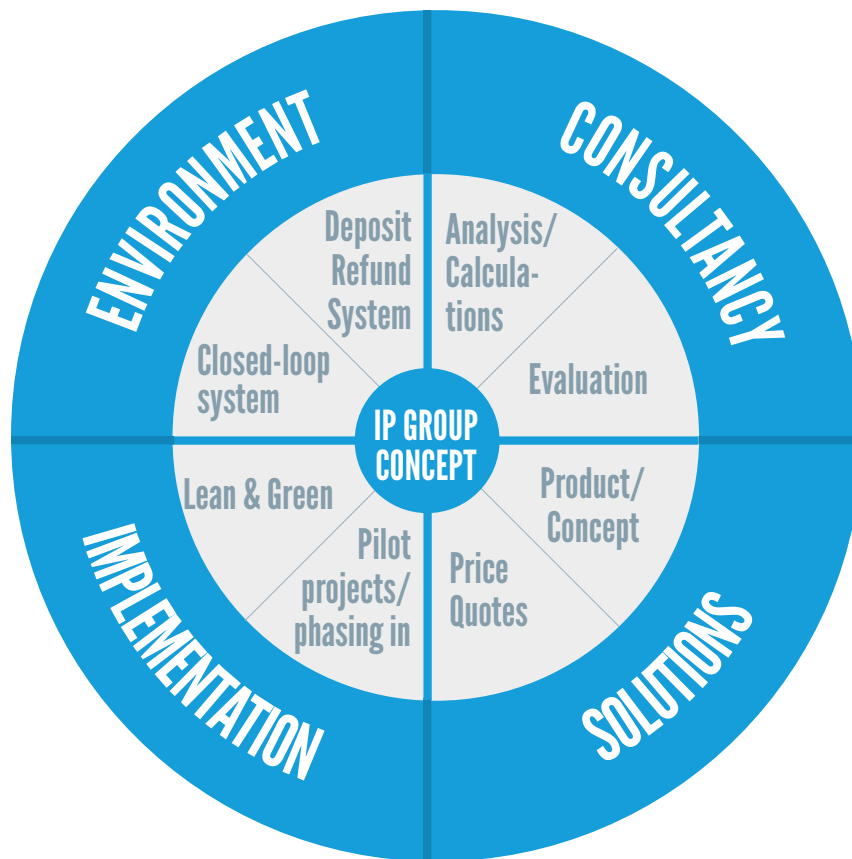 ENVIRONMENT
CONSULTANCY
Deposit
Refund
System
Analysis/
Calcula-
tions
Closed-loop
system
Evaluation
IP GROUP
CONCEPT
Lean & Green
Product/
Concept
Pilot
projects/
phasing in
Price
Quotes
IMPLEMENTATION
SOLUTIONS